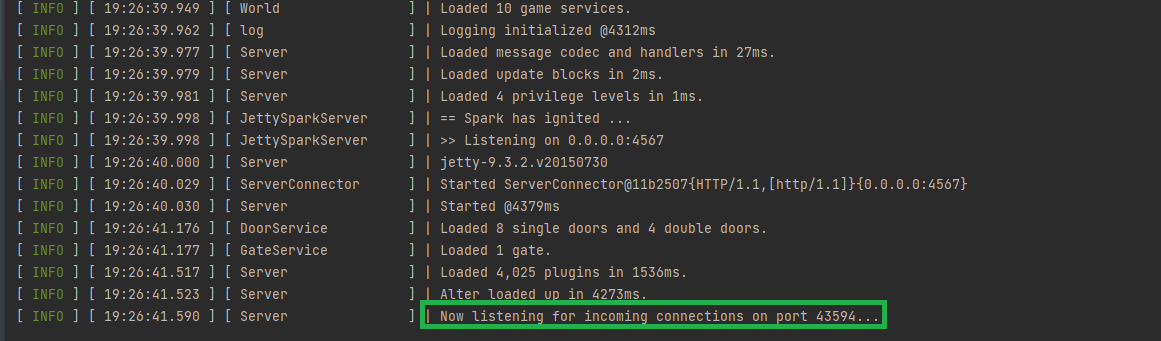 [ INFO ] [ 19:26:39.949 ] [ World ] | Loaded 10 game services.
[ INFO ] [ 19:26:39.962 ] [ log ] | Logging initialized @4312ms
[ INFO ] [ 19:26:39.977 ] [ Server ] | Loaded message codec and handlers in 27ms.
[ INFO ] [ 19:26:39.979 ] [ Server ] | Loaded update blocks in 2ms.
[ INFO ] [ 19:26:39.981 ] [ Server ] | Loaded 4 privilege levels in 1ms.
[ INFO ] [ 19:26:39.998 ] [ JettySparkServer ] | == Spark has ignited ...
[ INFO ] [ 19:26:39.998 ] [ JettySparkServer ] | >> Listening on 0.0.0.0:4567
[ INFO ] [ 19:26:40.000 ] [ Server ] | jetty-9.3.2.v20150730
[ INFO ] [ 19:26:40.029 ] [ ServerConnector ] | Started ServerConnector@11b2507{HTTP/1.1,[http/1.1]}{0.0.0.0:4567}
[ INFO ] [ 19:26:40.030 ] [ Server ] | Started @4379ms
[ INFO ] [ 19:26:41.176 ] [ DoorService ] | Loaded 8 single doors and 4 double doors.
[ INFO ] [ 19:26:41.177 ] [ GateService ] | Loaded 1 gate.
[ INFO ] [ 19:26:41.517 ] [ Server ] | Loaded 4,025 plugins in 1536ms.
[ INFO ] [ 19:26:41.523 ] [ Server ] | Alter loaded up in 4273ms.
[ INFO ] [ 19:26:41.590 ] [ Server ] | Now listening for incoming connections on port 43594...